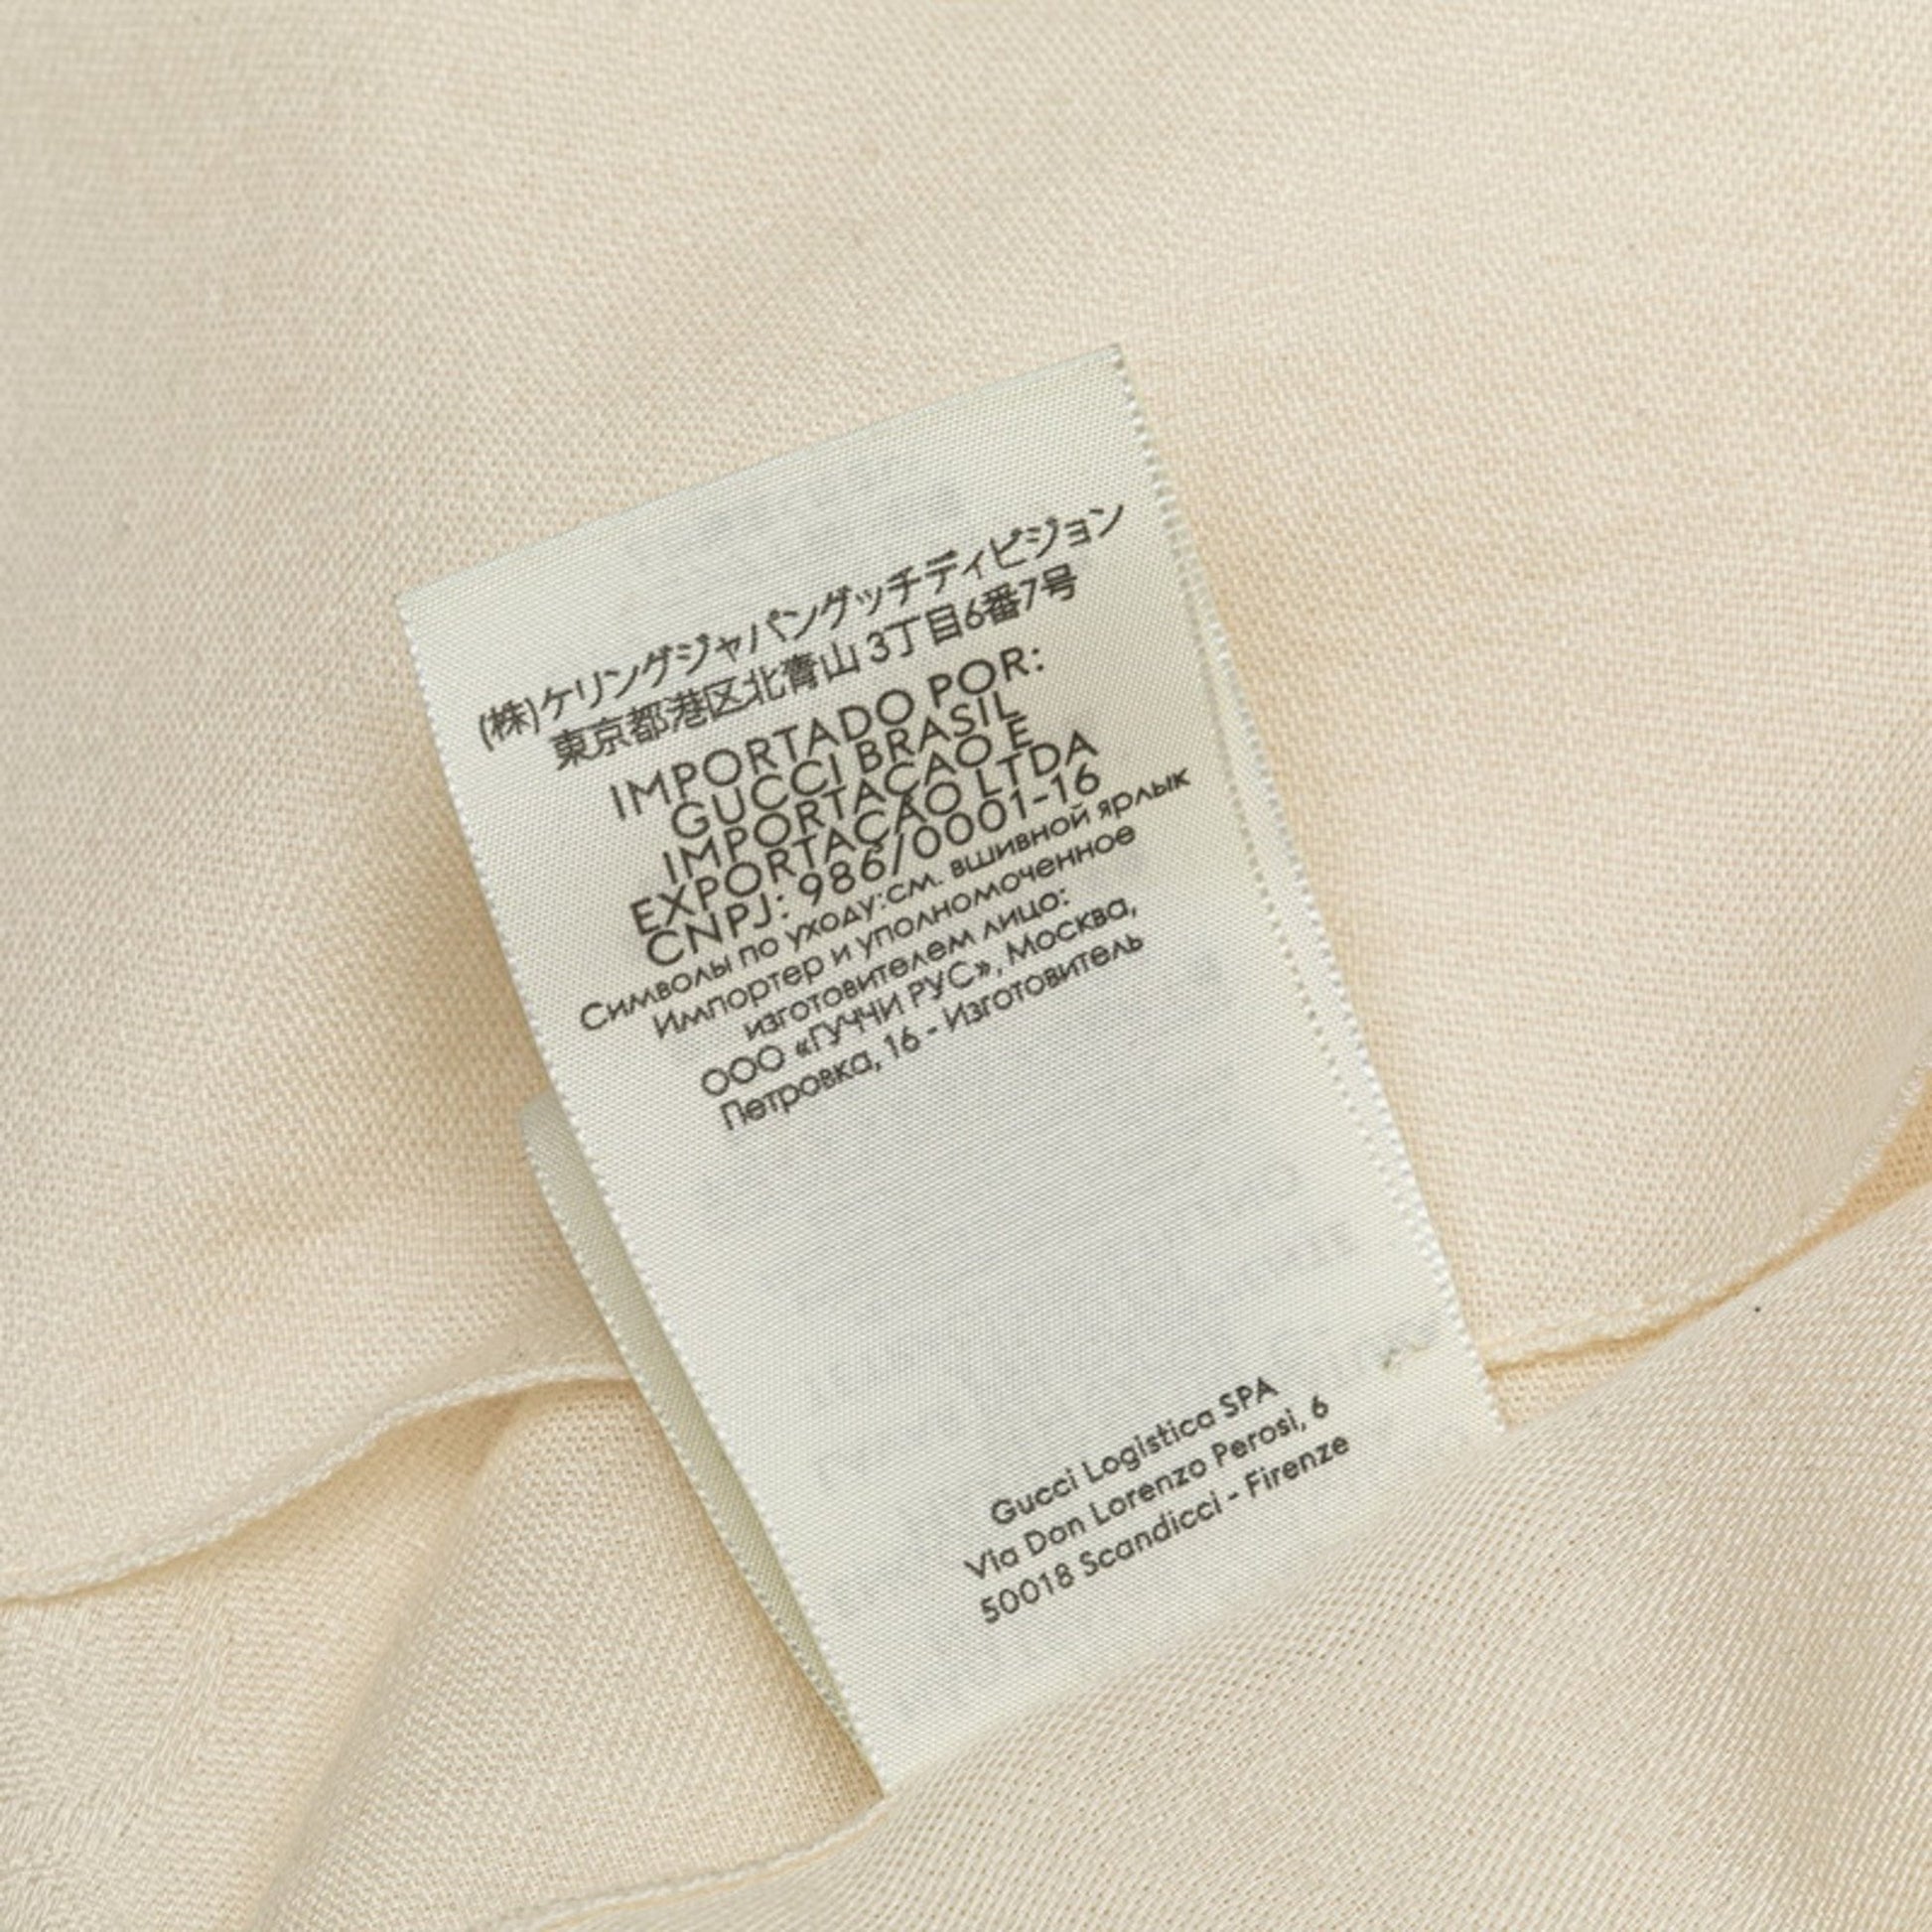 (株)ケリングジャパングッチディビジョン
東京都港区北青山3丁目6番7号
IMPORTADO POR:
GUCCI BRASIL
IMPORTAÇAO E
EXPORTAÇÃO LTDA
CNPJ: 986/0001-16
Символы по уходу:см. вшивной ярлык
Импортер и уполномоченное
изготовителем лицо:
ООО «ГУЧЧИ РУС», Москва,
Петровка, 16 - Изготовитель
Gucci Logistica SPA
Via Don Lorenzo Perosi, 6
50018 Scandicci - Firenze